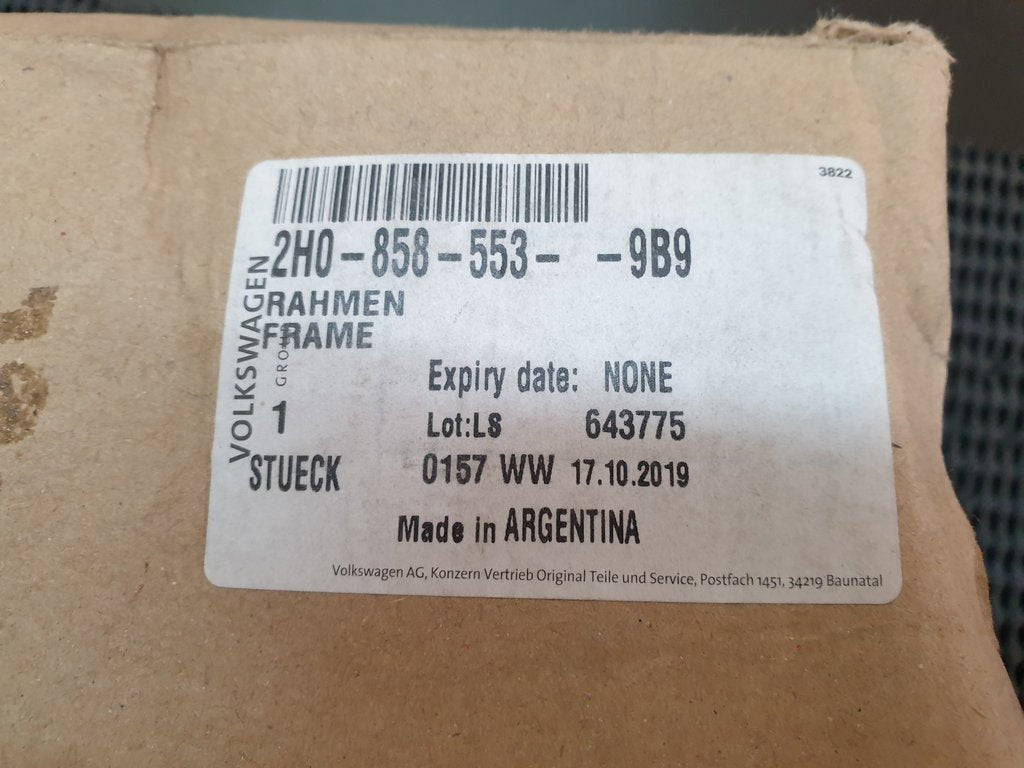 3822
2H0-858-553- -9B9
RAHMEN
FRAME
VOLKSWAGEN
GROUP
Expiry date: NONE
1 Lot:LS 643775
STUECK 0157 WW 17.10.2019
Made in ARGENTINA
Volkswagen AG, Konzern Vertrieb Original Teile und Service, Postfach 1451, 34219 Baunatal